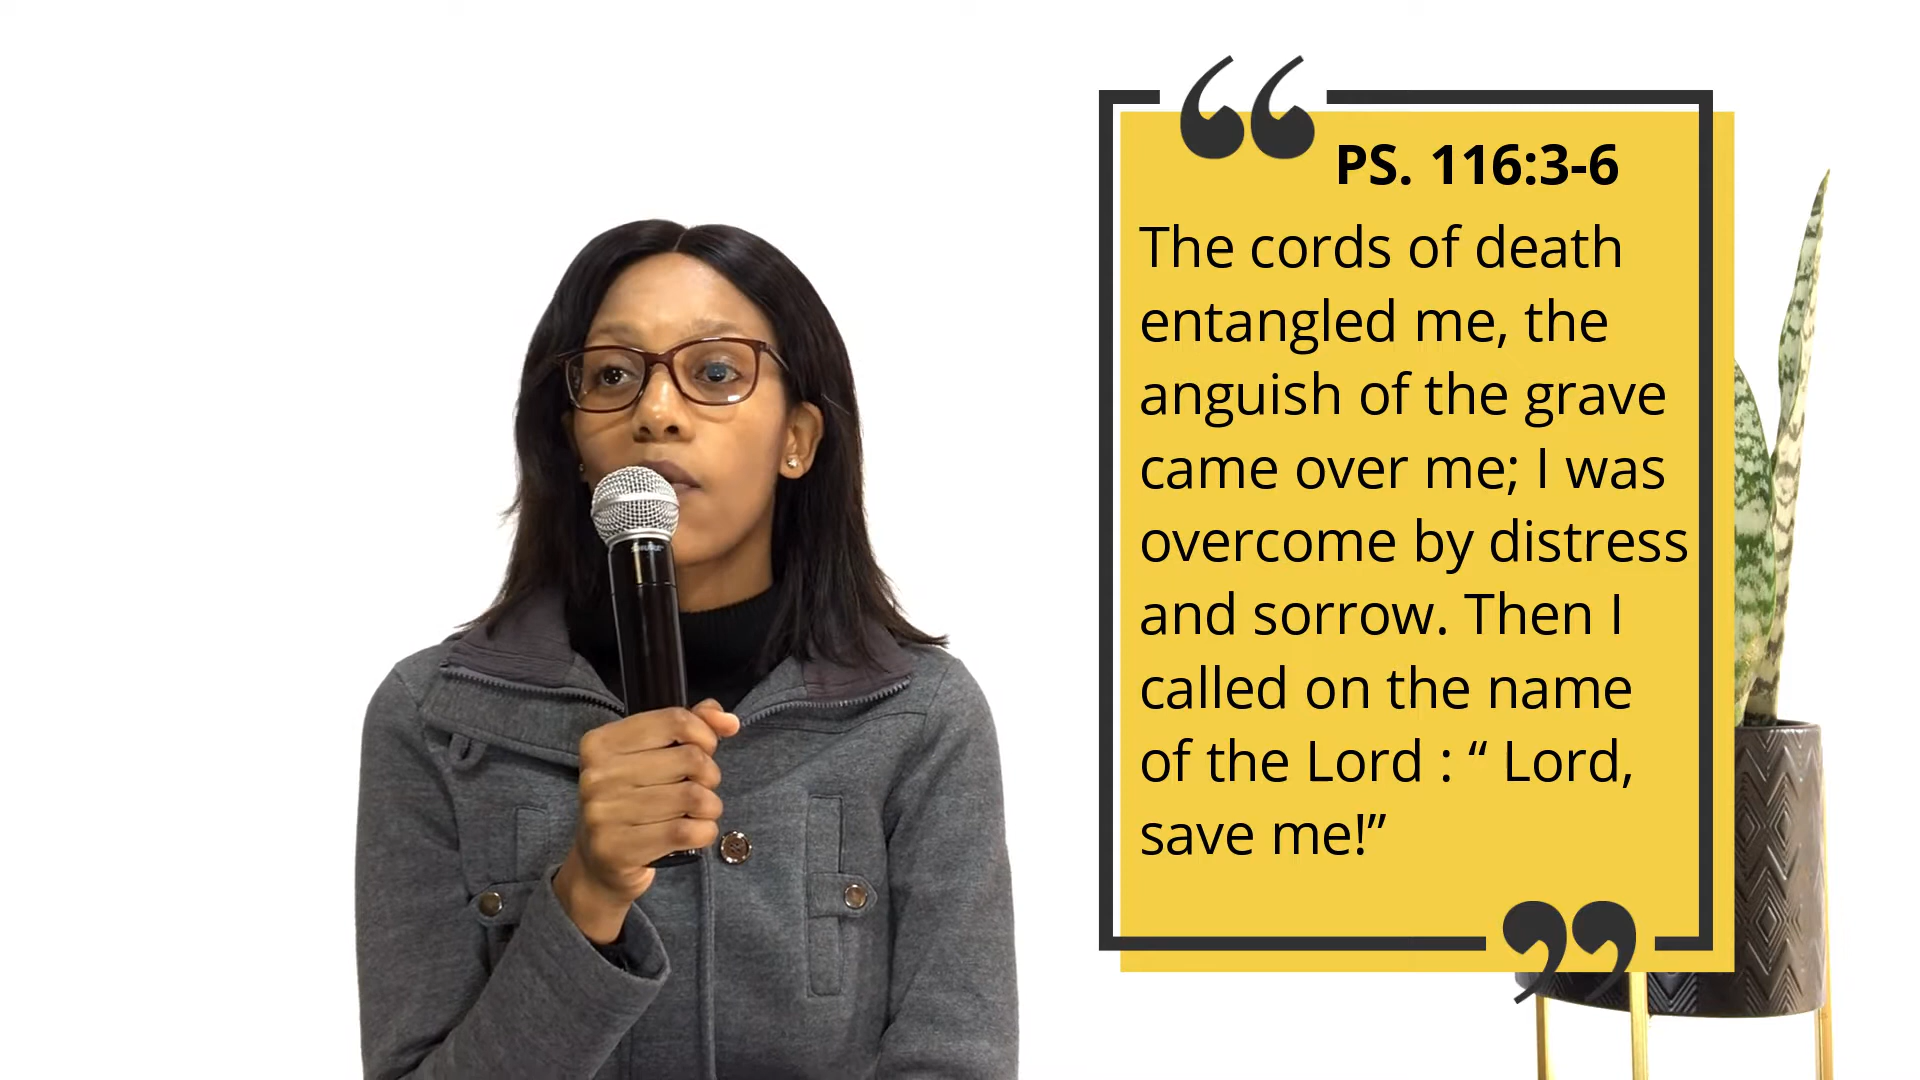 PS. 116:3-6
The cords of death
entangled me, the
anguish of the grave
came over me; I was
overcome by distress
and sorrow. Then I
called on the name
of the Lord : “ Lord,
save me!”
SHURE